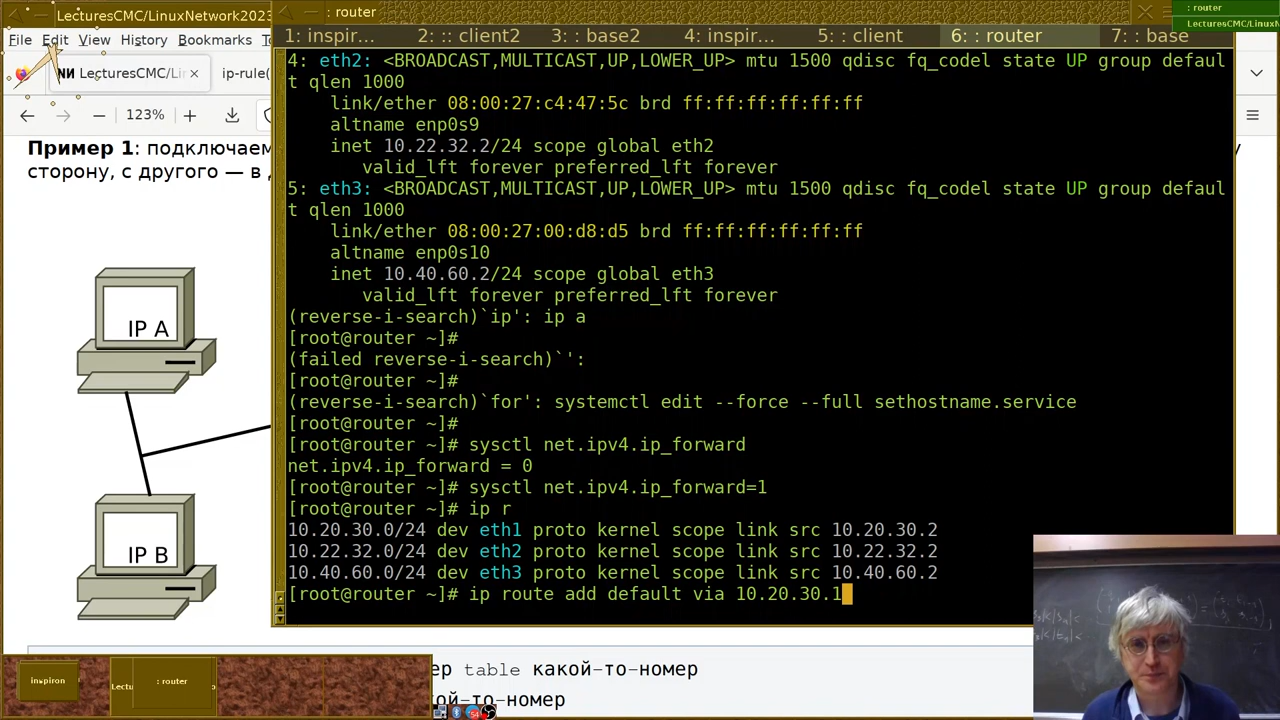 LecturesCMC/LinuxNetwork2023
: router
: router
LecturesCMC/LinuxNetwork2023
File Edit View History Bookmarks
1: inspir... 2: :: client2 3: : base2 4: inspir... 5: : client 6: : router 7: : base
LecturesCMC/Lin
ip-rule(
123%
Пример 1: подключаем
сторону, с другого — в
IP A
IP B
4: eth2: <BROADCAST,MULTICAST,UP,LOWER_UP> mtu 1500 qdisc fq_codel state UP group defaul
t qlen 1000
link/ether 08:00:27:c4:47:5c brd ff:ff:ff:ff:ff:ff
altname enp0s9
inet 10.22.32.2/24 scope global eth2
valid_lft forever preferred_lft forever
5: eth3: <BROADCAST,MULTICAST,UP,LOWER_UP> mtu 1500 qdisc fq_codel state UP group defaul
t qlen 1000
link/ether 08:00:27:00:d8:d5 brd ff:ff:ff:ff:ff:ff
altname enp0s10
inet 10.40.60.2/24 scope global eth3
valid_lft forever preferred_lft forever
(reverse-i-search)`ip': ip a
[root@router ~]#
(failed reverse-i-search)`':
[root@router ~]#
(reverse-i-search)`for': systemctl edit --force --full sethostname.service
[root@router ~]#
[root@router ~]# sysctl net.ipv4.ip_forward
net.ipv4.ip_forward = 0
[root@router ~]# sysctl net.ipv4.ip_forward=1
[root@router ~]# ip r
10.20.30.0/24 dev eth1 proto kernel scope link src 10.20.30.2
10.22.32.0/24 dev eth2 proto kernel scope link src 10.22.32.2
10.40.60.0/24 dev eth3 proto kernel scope link src 10.40.60.2
[root@router ~]# ip route add default via 10.20.30.1
ер table какой-то-номер
кой-то-номер
inspiron
Lectu
: router